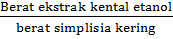 Berat ekstrak kental etanol
berat simplisia kering